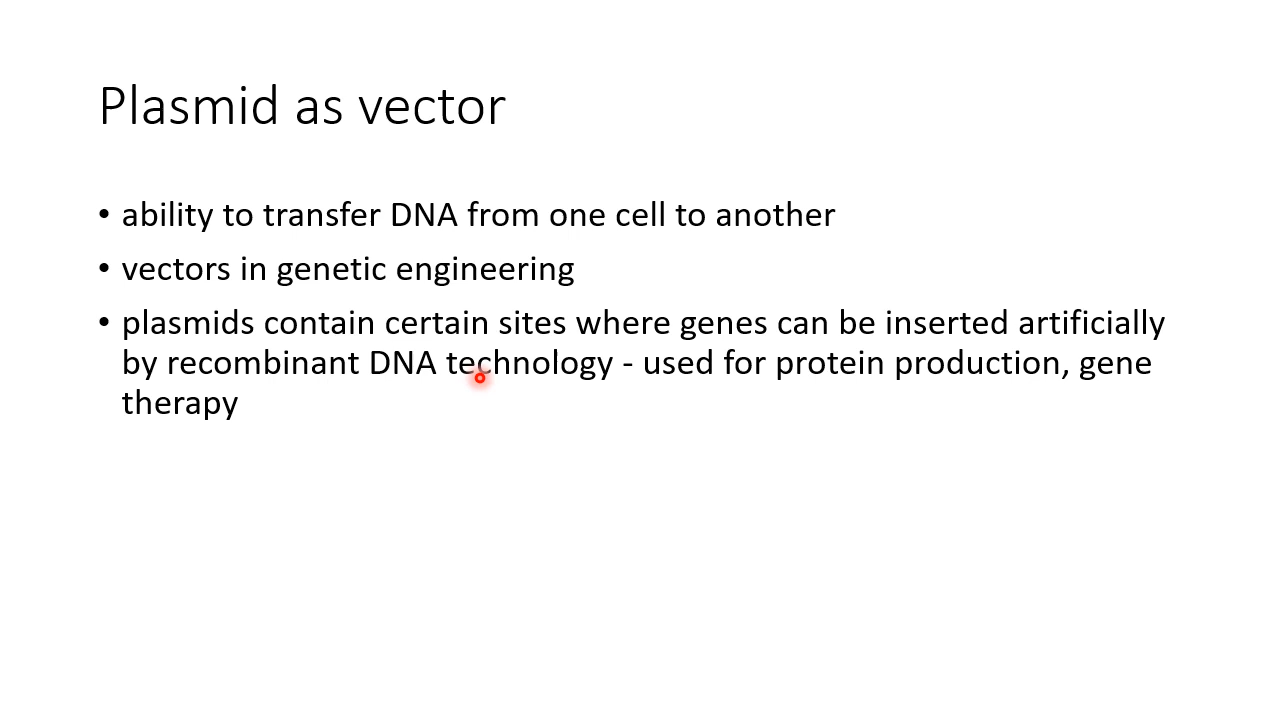 Plasmid as vector
• ability to transfer DNA from one cell to another
• vectors in genetic engineering
• plasmids contain certain sites where genes can be inserted artificially
by recombinant DNA technology - used for protein production, gene
therapy